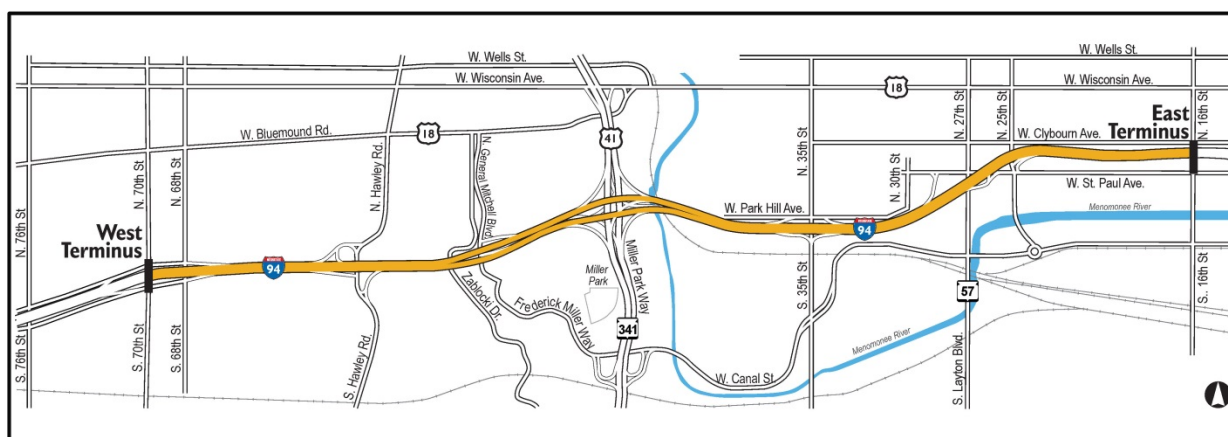 W. Wells St.
W. Wells St.
W. Wisconsin Ave.
W. Wisconsin Ave.
18
N. 27th St
N. 25th St
N. 16th St
East
Terminus
W. Bluemound Rd.
18
41
W. Clybourn Ave.
N. 76th St
N. 70th St
N. 68th St
N. Hawley Rd.
N. General Mitchell Blvd.
N. 35th St
N. 30th St
W. St. Paul Ave.
W. Park Hill Ave.
Menomonee River
94
West
Terminus
94
Miller Park Way
Miller
Park
Zablocki Dr.
Frederick Miller Way
341
57
S. 76th St
S. 70th St
S. 68th St
S. Hawley Rd.
S. 35th St
S. 16th St
Menomonee River
W. Canal St.
S. Layton Blvd.